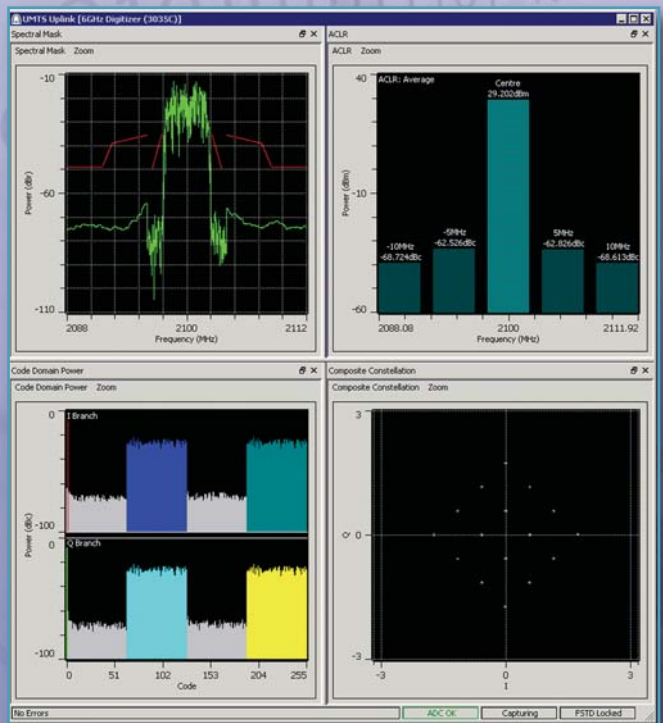 UMTS Uplink [6GHz Digitizer (3035C)]
Spectral Mask
Spectral Mask Zoom
-10
-60
-110
Power (dBr)
2088 2100 2112
Frequency (MHz)
ACLR
ACLR Zoom
40
-10
-60
Power (dBm)
ACLR: Average
Centre
29.202dBm
-10MHz
-68.724dBc
-5MHz
-62.526dBc
5MHz
-62.826dBc
10MHz
-68.613dBc
2088.08 2100 2111.92
Frequency (MHz)
Code Domain Power
Code Domain Power Zoom
0
I Branch
-100
0
Q Branch
-100
Power (dBc)
0 51 102 153 204 255
Code
Composite Constellation
Composite Constellation Zoom
3
0
-3
Q
-3 0 3
I
No Errors ADC OK Capturing FSTD Locked